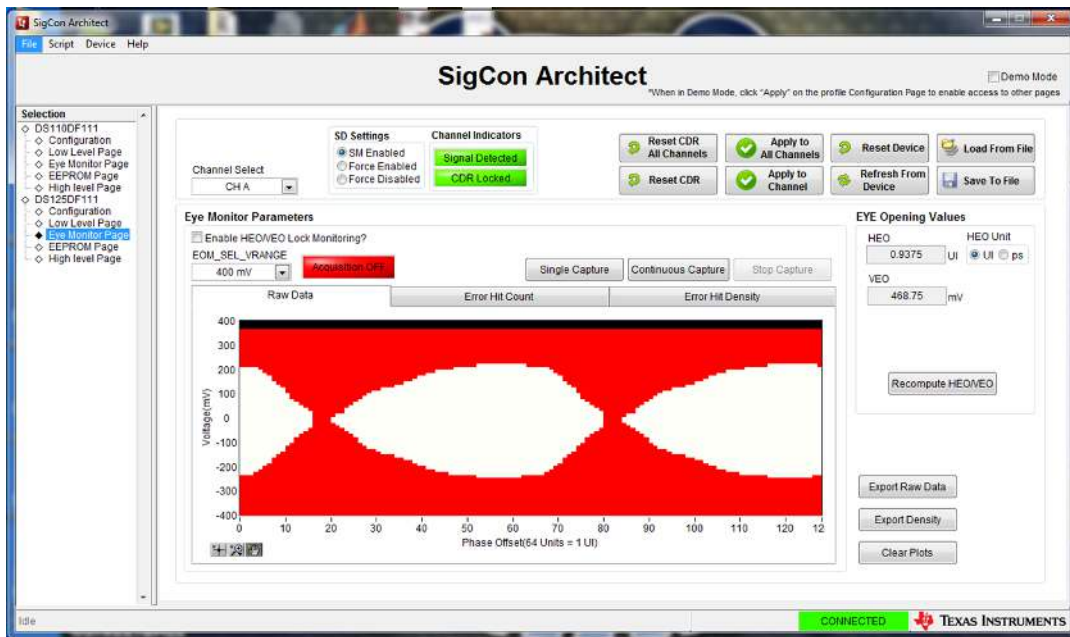 SigCon Architect
File Script Device Help
SigCon Architect
Demo Mode
"When in Demo Mode, click "Apply" on the profile Configuration Page to enable access to other pages
Selection
DS110DF111
Configuration
Low Level Page
Eye Monitor Page
EEPROM Page
High level Page
DS125DF111
Configuration
Low Level Page
Eye Monitor Page
EEPROM Page
High level Page
Channel Select
CH A
SD Settings
SM Enabled
Force Enabled
Force Disabled
Channel Indicators
Signal Detected
CDR Locked
Reset CDR
All Channels
Apply to
All Channels
Reset Device
Load From File
Reset CDR
Apply to
Channel
Refresh From
Device
Save To File
Eye Monitor Parameters
Enable HEO/VEO Lock Monitoring?
EOM_SEL_VRANGE
400 mV
Acquisition OFF
Single Capture
Continuous Capture
Stop Capture
Raw Data
Error Hit Count
Error Hit Density
Voltage(mV)
400
300
200
100
0
-100
-200
-300
-400
0 10 20 30 40 50 60 70 80 90 100 110 120 12
Phase Offset(64 Units = 1 UI)
EYE Opening Values
HEO
0.9375 UI
HEO Unit
UI ps
VEO
468.75 mV
Recompute HEO/VEO
Export Raw Data
Export Density
Clear Plots
Idle
CONNECTED
TEXAS INSTRUMENTS